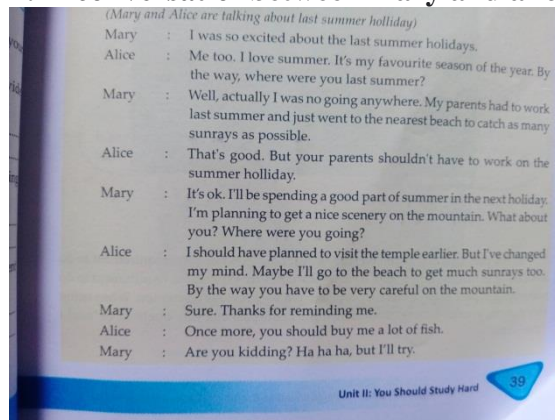 (Mary and Alice are talking about last summer holliday)
Mary : I was so excited about the last summer holidays.
Alice : Me too. I love summer. It's my favourite season of the year. By
the way, where were you last summer?
Mary : Well, actually I was no going anywhere. My parents had to work
last summer and just went to the nearest beach to catch as many
sunrays as possible.
Alice : That's good. But your parents shouldn't have to work on the
summer holliday.
Mary : It's ok. I'll be spending a good part of summer in the next holiday.
I'm planning to get a nice scenery on the mountain. What about
you? Where were you going?
Alice : I should have planned to visit the temple earlier. But I've changed
my mind. Maybe I'll go to the beach to get much sunrays too.
By the way you have to be very careful on the mountain.
Mary : Sure. Thanks for reminding me.
Alice : Once more, you should buy me a lot of fish.
Mary : Are you kidding? Ha ha ha, but I'll try.
Unit II: You Should Study Hard 39